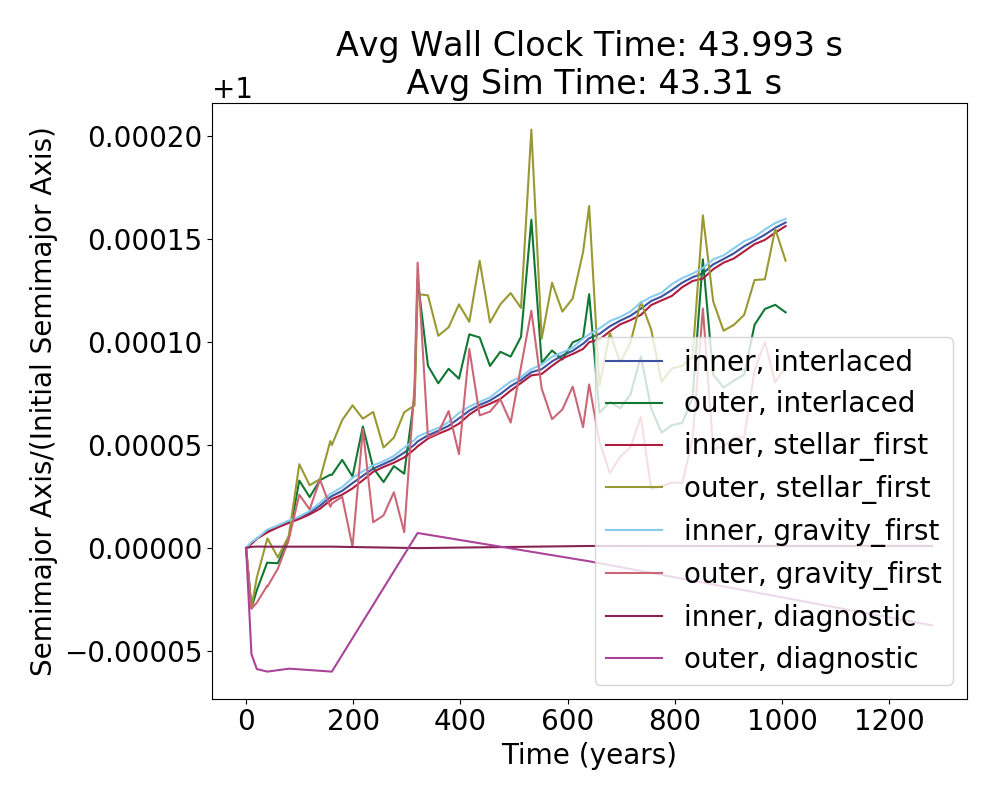 Avg Wall Clock Time: 43.993 s
Avg Sim Time: 43.31 s
+1
0.00020
0.00015
0.00010
0.00005
0.00000
−0.00005
Semimajor Axis/(Initial Semimajor Axis)
inner, interlaced
outer, interlaced
inner, stellar_first
outer, stellar_first
inner, gravity_first
outer, gravity_first
inner, diagnostic
outer, diagnostic
0 200 400 600 800 1000 1200
Time (years)